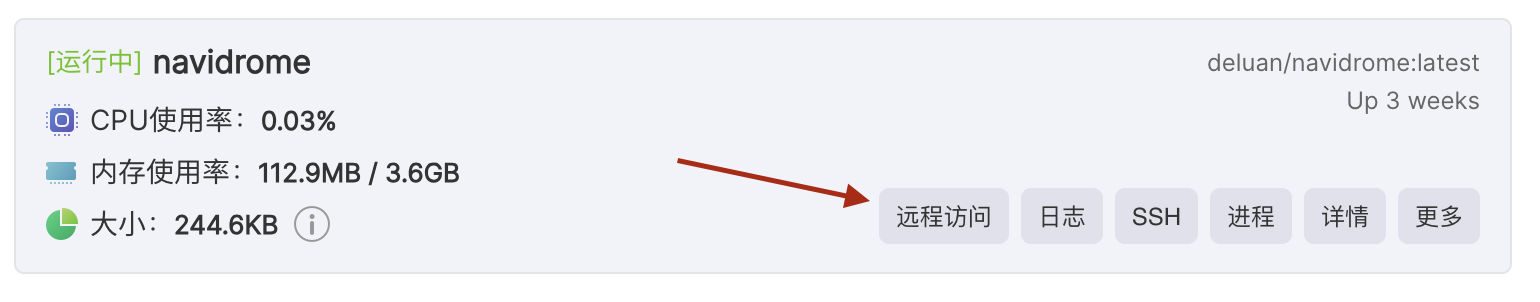 [运行中] navidrome
deluan/navidrome:latest
Up 3 weeks
CPU使用率：0.03%
内存使用率：112.9MB / 3.6GB
大小：244.6KB
远程访问 日志 SSH 进程 详情 更多